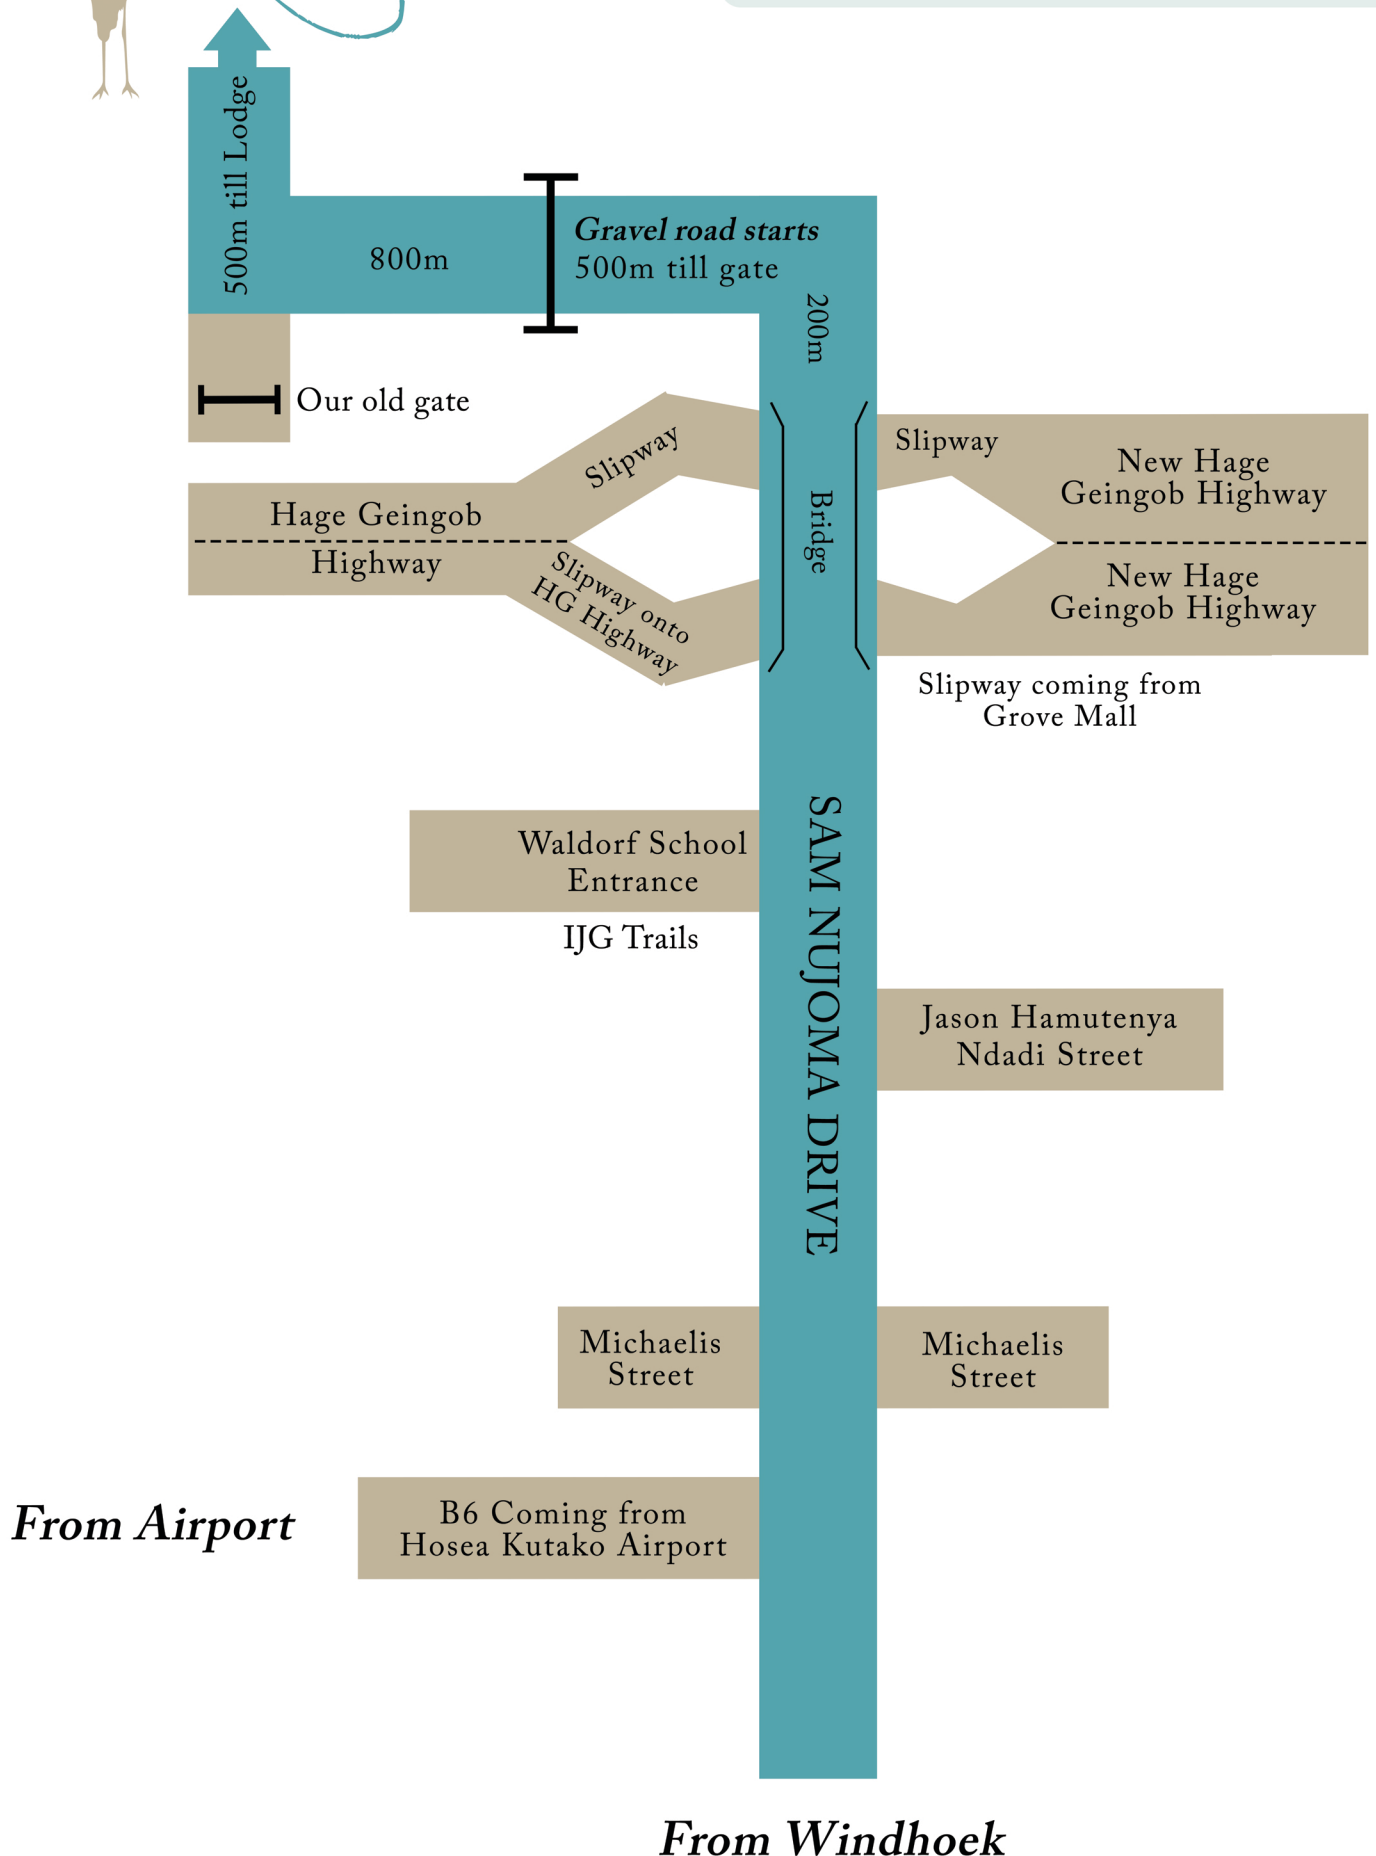 500m till Lodge
Gravel road starts
500m till gate
800m
200m
Our old gate
Slipway
Slipway
New Hage
Geingob Highway
Hage Geingob
Highway
Bridge
Slipway onto
HG Highway
New Hage
Geingob Highway
Slipway coming from
Grove Mall
SAM NUJOMA DRIVE
Waldorf School
Entrance
IJG Trails
Jason Hamutenya
Ndadi Street
Michaelis
Street
Michaelis
Street
From Airport
B6 Coming from
Hosea Kutako Airport
From Windhoek